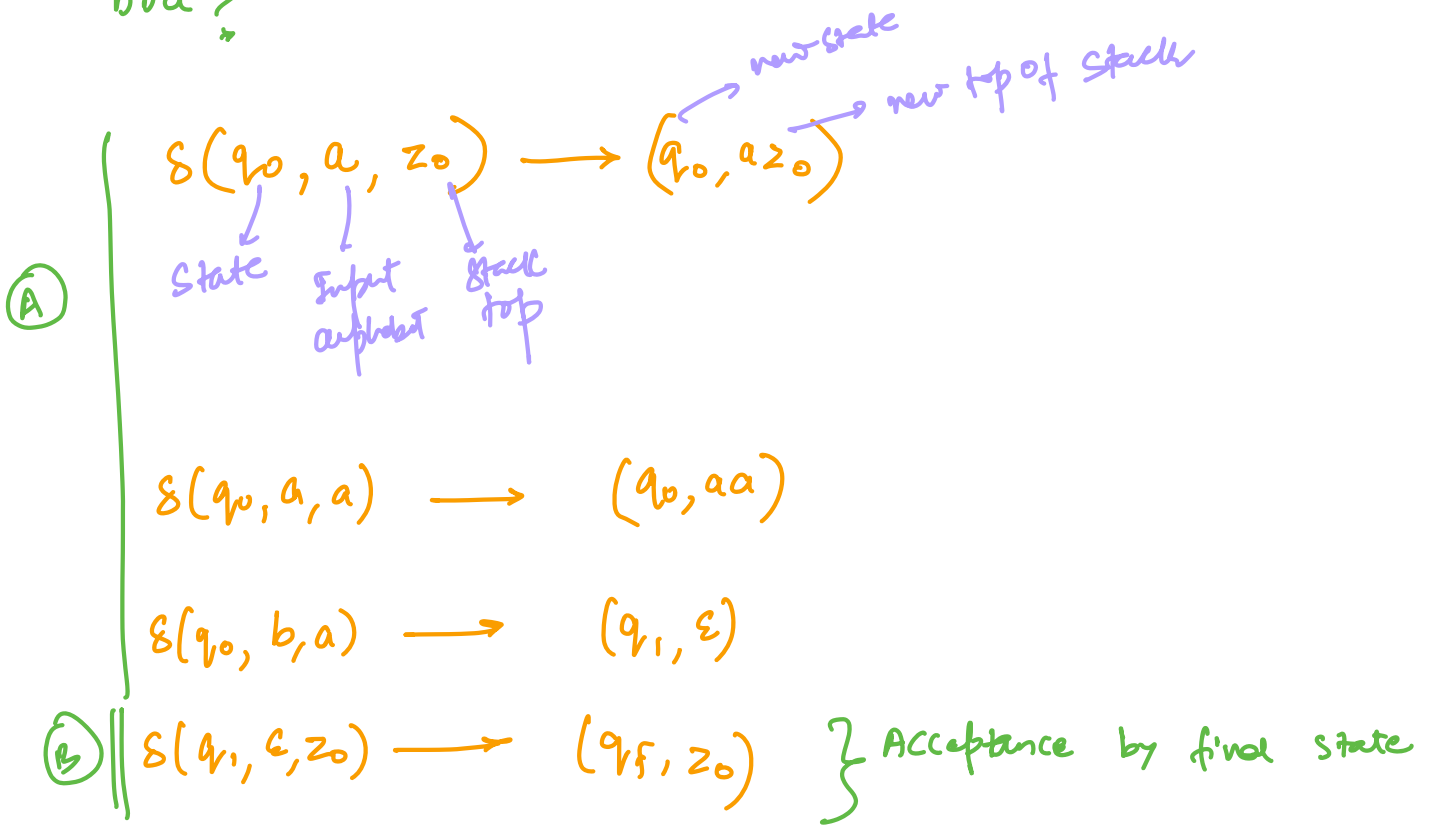 new state
new top of stack
δ(q₀, a, z₀) → (q₀, az₀)
State
Input
alphabet
stack
top
A
δ(q₀, a, a) → (q₀, aa)
δ(q₀, b, a) → (q₁, ε)
B δ(q₁, ε, z₀) → (qf, z₀) } Acceptance by final state